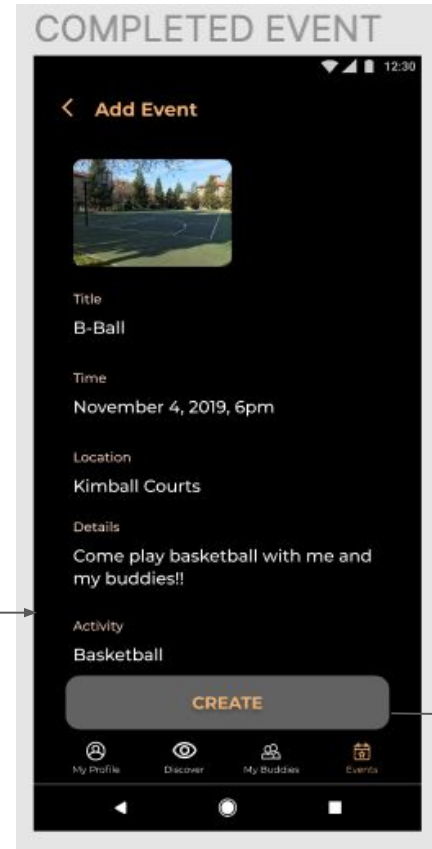 COMPLETED EVENT
12:30
Add Event
Title
B-Ball
Time
November 4, 2019, 6pm
Location
Kimball Courts
Details
Come play basketball with me and
my buddies!!
Activity
Basketball
CREATE
My Profile Discover My Buddies Events